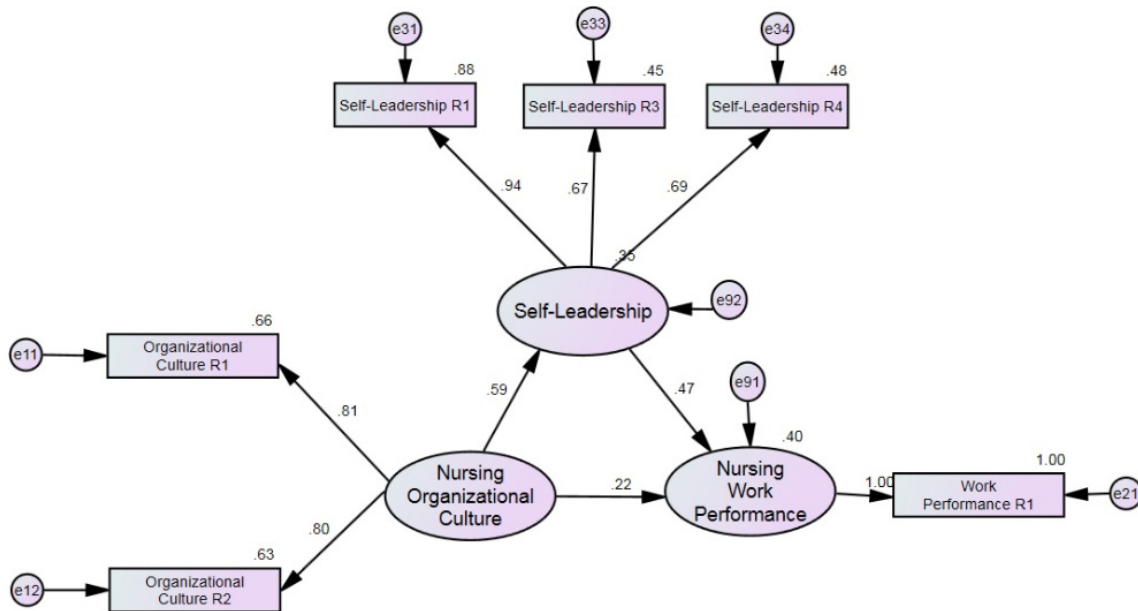 e31
e33
e34
.88
.45
.48
Self-Leadership R1
Self-Leadership R3
Self-Leadership R4
.94
.67
.69
.35
Self-Leadership
e92
.66
e11
Organizational
Culture R1
.59
.47
e91
.81
.40
Nursing
Organizational
Culture
.22
Nursing
Work
Performance
1.00
1.00
Work
Performance R1
e21
.80
.63
e12
Organizational
Culture R2